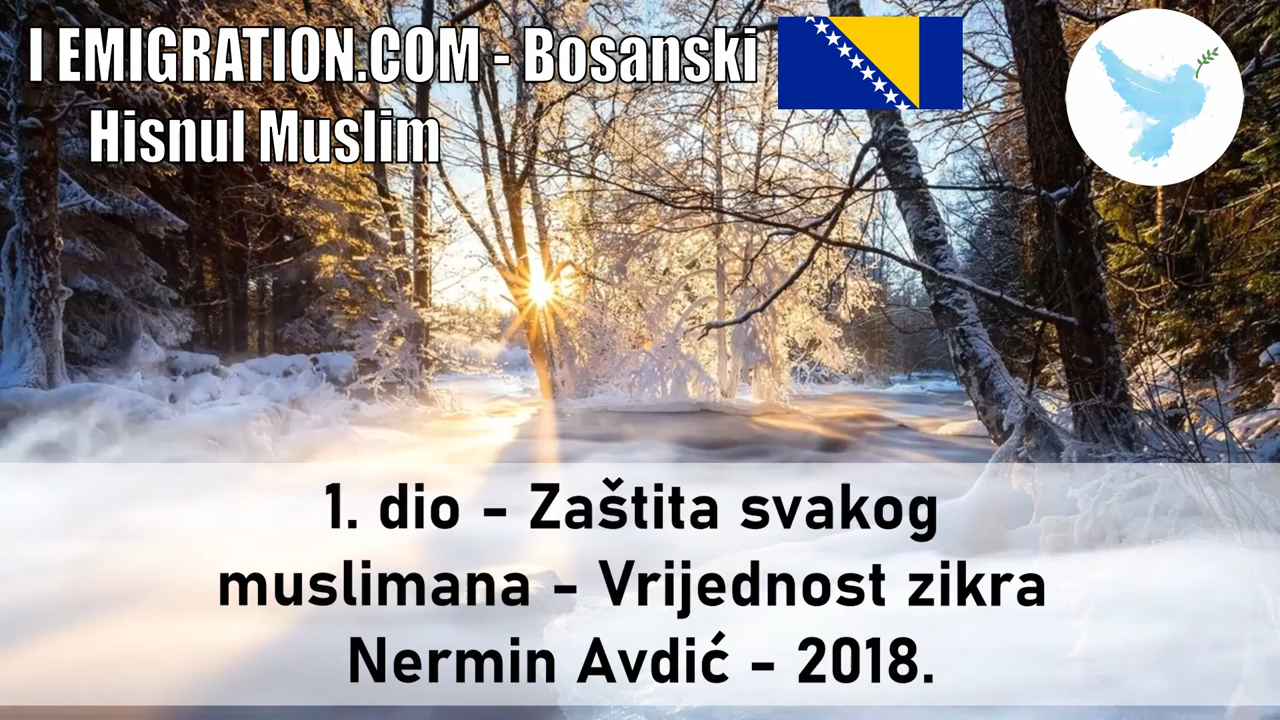 I EMIGRATION.COM - Bosanski
Hisnul Muslim
1. dio - Zaštita svakog
muslimana - Vrijednost zikra
Nermin Avdić - 2018.